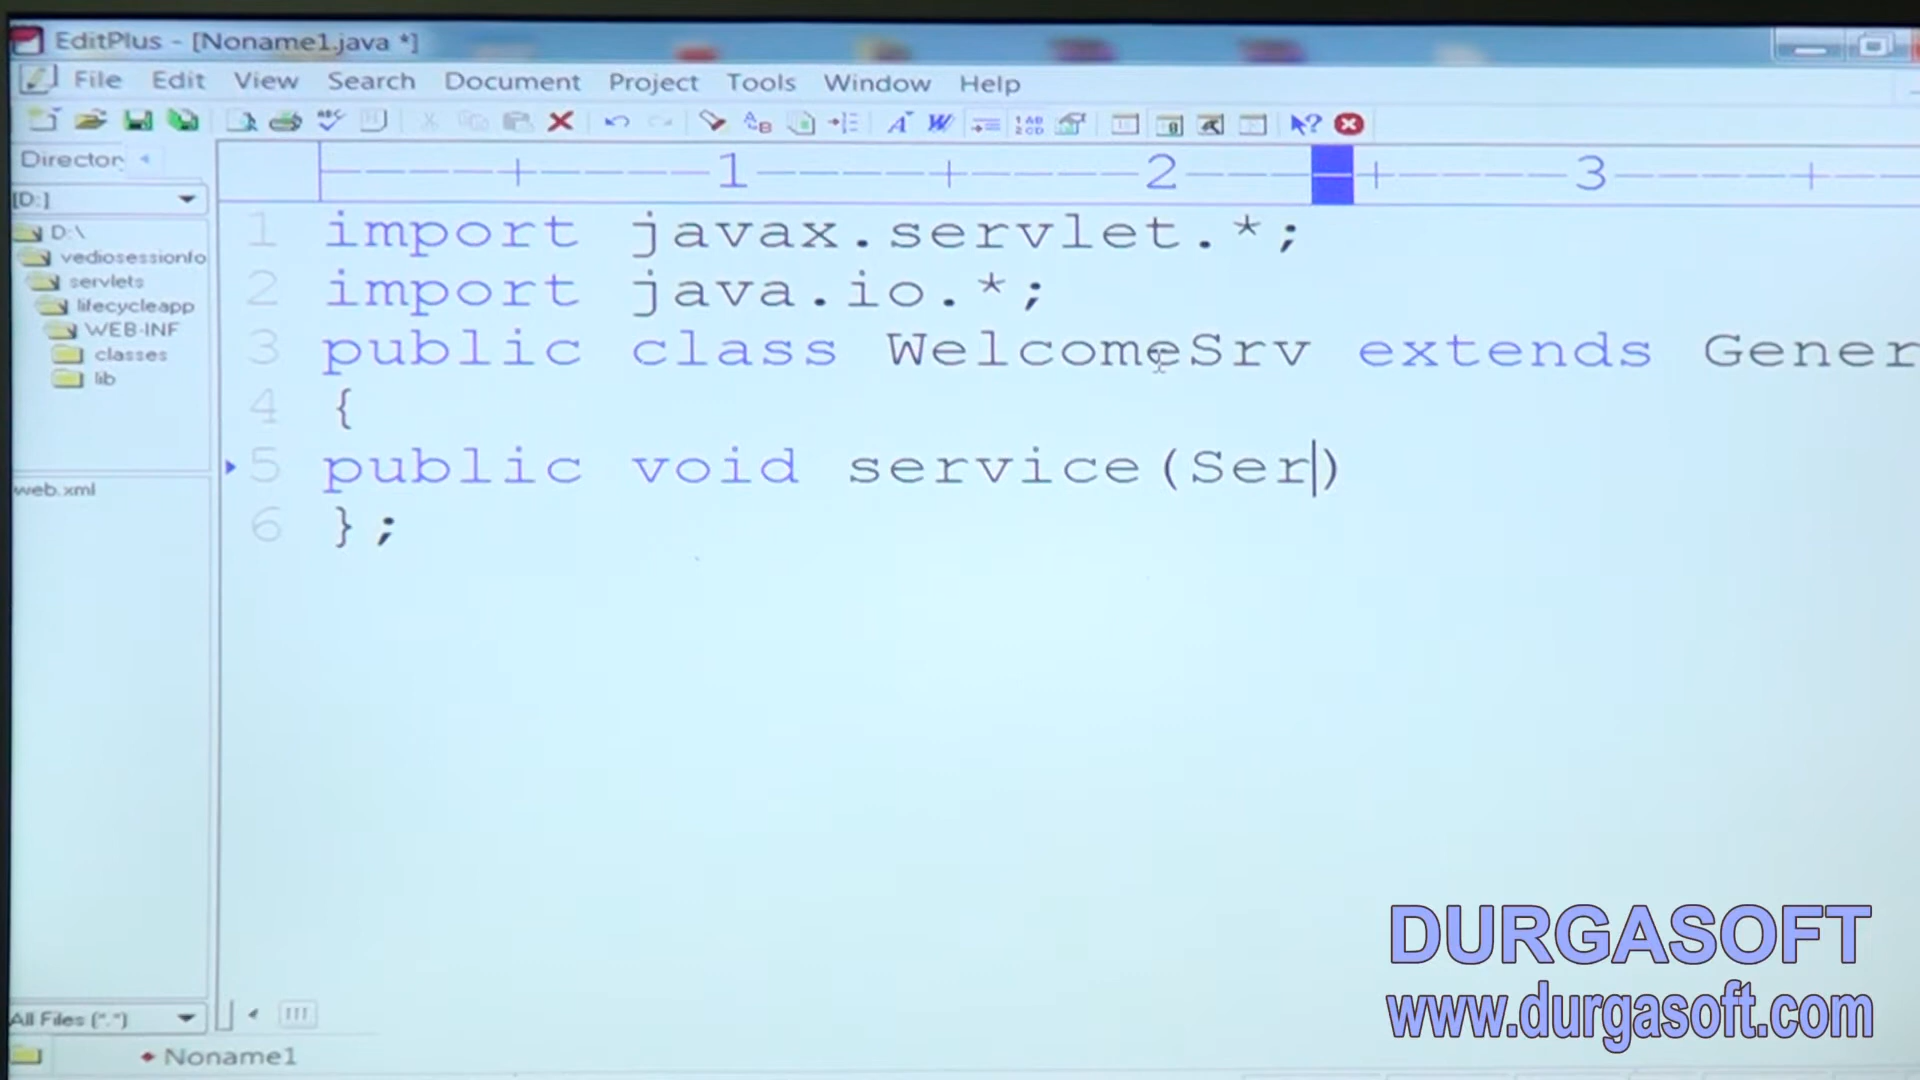 EditPlus - [Noname1.java *]
File Edit View Search Document Project Tools Window Help
Director
[D:]
D:\
vediosessionfo
servlets
lifecycleapp
WEB-INF
classes
lib
web.xml
All Files (*.*)
1 2 3
1 import javax.servlet.*;
2 import java.io.*;
3 public class WelcomeSrv extends Gener
4 {
5 public void service(Ser)
6 };
Noname1
DURGASOFT
www.durgasoft.com